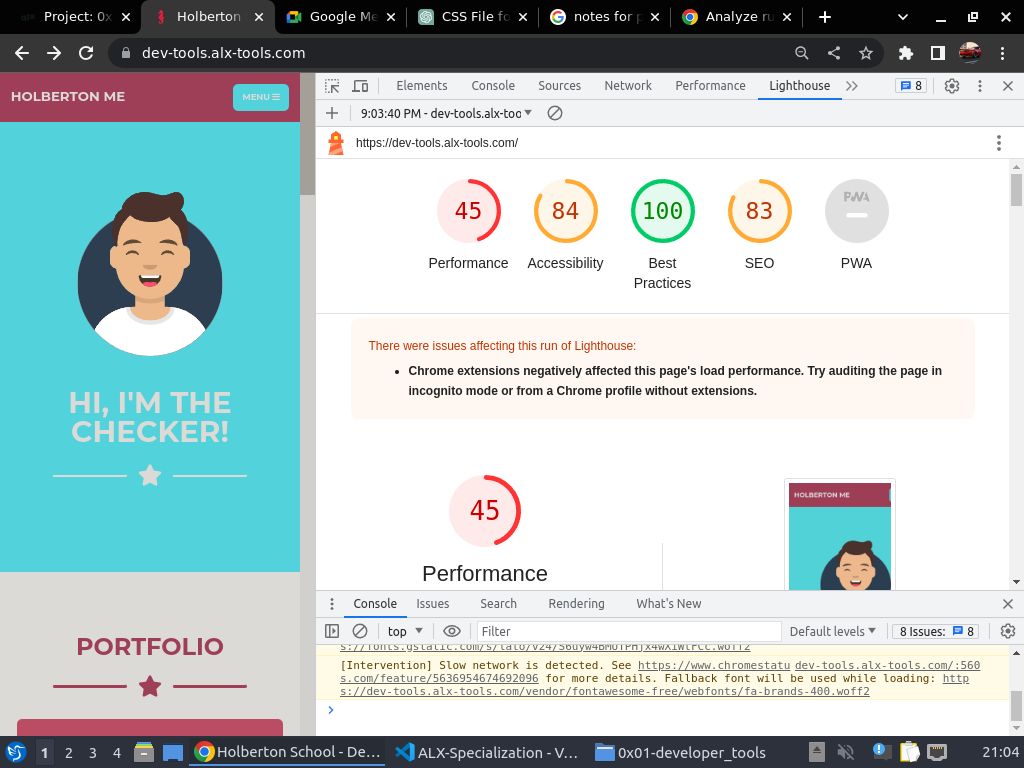 Project: 0x
Holberton
Google Me
CSS File fo
notes for p
Analyze ru
dev-tools.alx-tools.com
HOLBERTON ME
MENU
HI, I'M THE
CHECKER!
PORTFOLIO
Elements Console Sources Network Performance Lighthouse 8
9:03:40 PM - dev-tools.alx-too
https://dev-tools.alx-tools.com/
45 84 100 83 PWA
Performance Accessibility Best Practices SEO PWA
There were issues affecting this run of Lighthouse:
Chrome extensions negatively affected this page's load performance. Try auditing the page in
incognito mode or from a Chrome profile without extensions.
45
Performance
HOLBERTON ME
Console Issues Search Rendering What's New
top Filter Default levels 8 Issues: 8
[Intervention] Slow network is detected. See https://www.chromestatu dev-tools.alx-tools.com/:560
s.com/feature/5636954674692096 for more details. Fallback font will be used while loading: http
s://dev-tools.alx-tools.com/vendor/fontawesome-free/webfonts/fa-brands-400.woff2
1 2 3 4 Holberton School - De... ALX-Specialization - V... 0x01-developer_tools 21:04